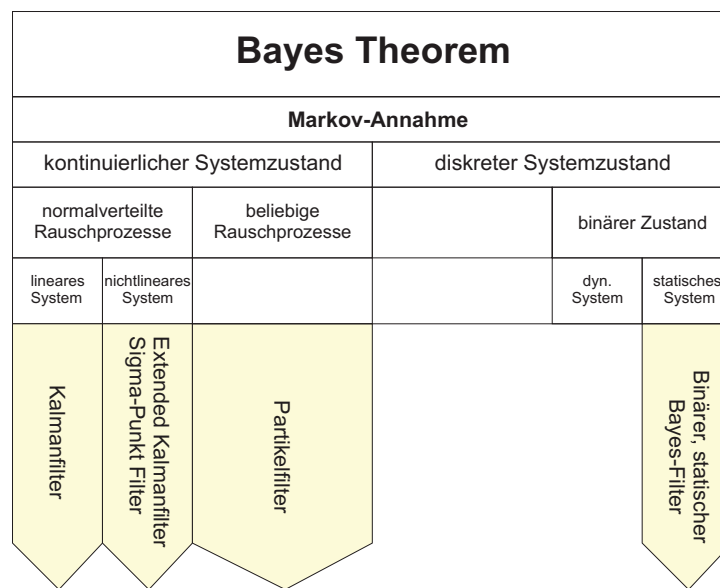 Bayes Theorem
Markov-Annahme
kontinuierlicher Systemzustand
diskreter Systemzustand
normalverteilte
Rauschprozesse
beliebige
Rauschprozesse
binärer Zustand
lineares
System
nichtlineares
System
dyn.
System
statisches
System
Kalmanfilter
Extended Kalmanfilter
Sigma-Punkt Filter
Partikelfilter
Binärer, statischer
Bayes-Filter